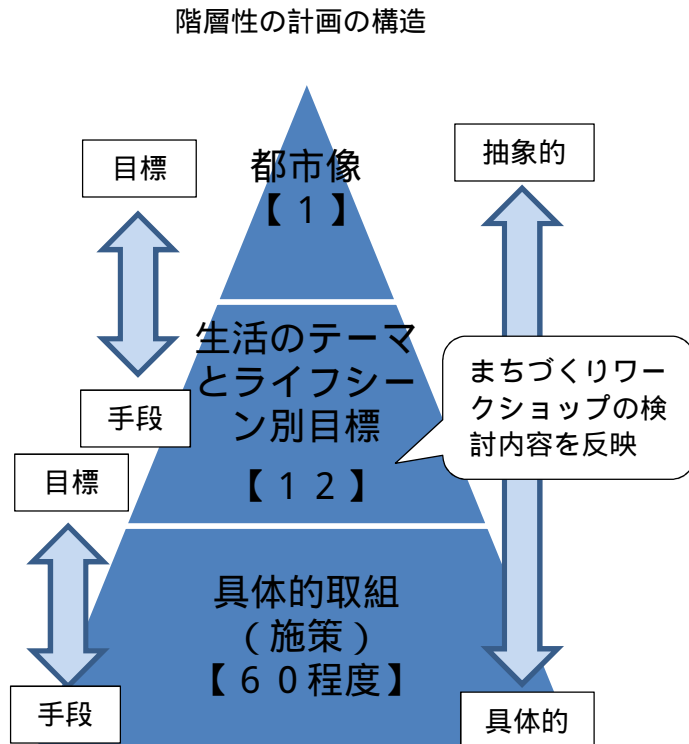 階層性の計画の構造
目標
都市像
【１】
抽象的
生活のテーマ
とライフシー
ン別目標
【１２】
手段
まちづくりワー
クショップの検
討内容を反映
目標
具体的取組
（施策）
【６０程度】
手段
具体的